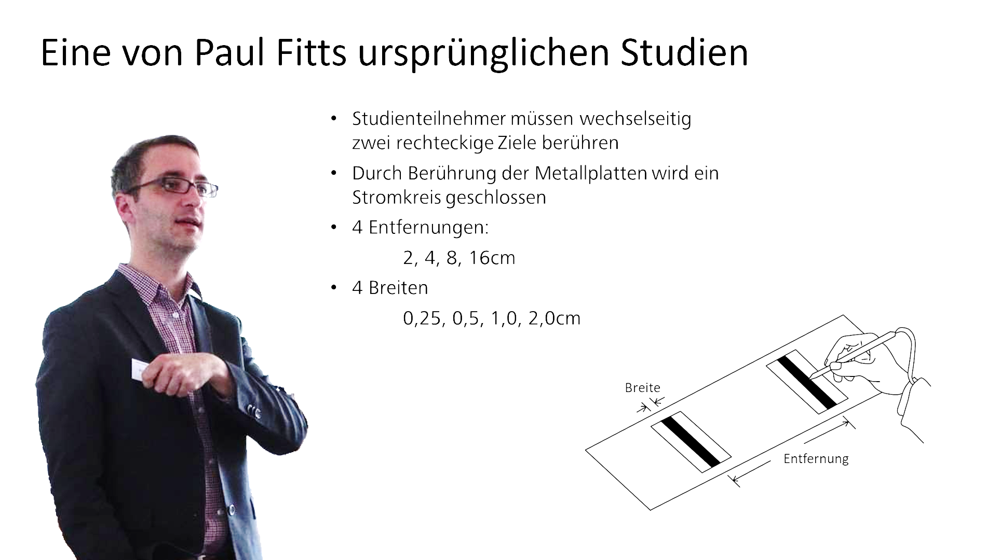 Eine von Paul Fitts ursprünglichen Studien
• Studienteilnehmer müssen wechselseitig
zwei rechteckige Ziele berühren
• Durch Berührung der Metallplatten wird ein
Stromkreis geschlossen
• 4 Entfernungen:
2, 4, 8, 16cm
• 4 Breiten
0,25, 0,5, 1,0, 2,0cm
Breite
Entfernung